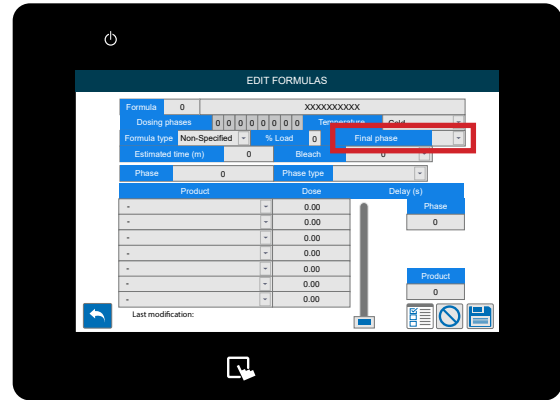 EDIT FORMULAS
Formula 0 XXXXXXXXXX
Dosing phases 0 0 0 0 0 0 0 0 Temperature Cold
Formula type Non-Specified % Load 0 Final phase
Estimated time (m) 0 Bleach 0
Phase 0 Phase type
Product Dose Delay (s)
- 0.00 Phase
- 0.00 0
- 0.00
- 0.00
- 0.00 Product
- 0.00 0
- 0.00
Last modification: